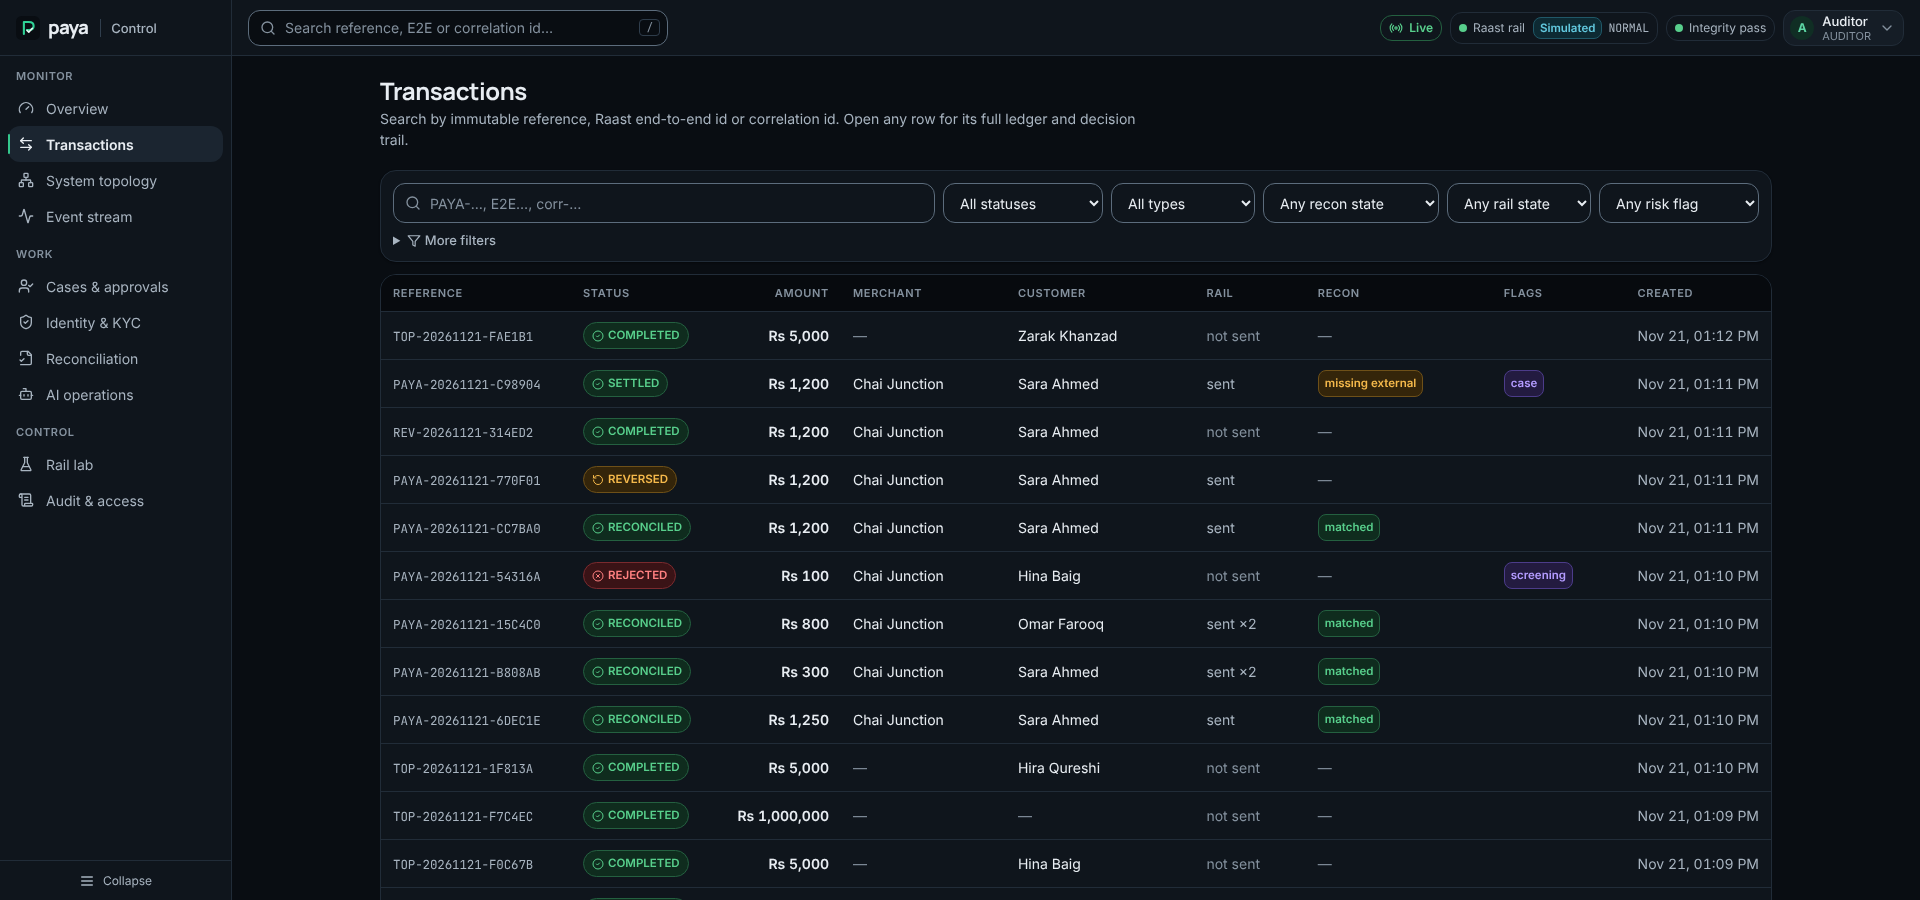 paya Control
Search reference, E2E or correlation id... /
Live
Raast rail Simulated NORMAL
Integrity pass
A Auditor
AUDITOR
MONITOR
Overview
Transactions
System topology
Event stream
WORK
Cases & approvals
Identity & KYC
Reconciliation
AI operations
CONTROL
Rail lab
Audit & access
Collapse
Transactions
Search by immutable reference, Raast end-to-end id or correlation id. Open any row for its full ledger and decision
trail.
PAYA-..., E2E..., corr-... All statuses All types Any recon state Any rail state Any risk flag
More filters
REFERENCE STATUS AMOUNT MERCHANT CUSTOMER RAIL RECON FLAGS CREATED
TOP-20261121-FAE1B1 COMPLETED Rs 5,000 — Zarak Khanzad not sent — Nov 21, 01:12 PM
PAYA-20261121-C98904 SETTLED Rs 1,200 Chai Junction Sara Ahmed sent missing external case Nov 21, 01:11 PM
REV-20261121-314ED2 COMPLETED Rs 1,200 Chai Junction Sara Ahmed not sent — Nov 21, 01:11 PM
PAYA-20261121-770F01 REVERSED Rs 1,200 Chai Junction Sara Ahmed sent — Nov 21, 01:11 PM
PAYA-20261121-CC7BA0 RECONCILED Rs 1,200 Chai Junction Sara Ahmed sent matched Nov 21, 01:11 PM
PAYA-20261121-54316A REJECTED Rs 100 Chai Junction Hina Baig not sent — screening Nov 21, 01:10 PM
PAYA-20261121-15C4C0 RECONCILED Rs 800 Chai Junction Omar Farooq sent ×2 matched Nov 21, 01:10 PM
PAYA-20261121-B808AB RECONCILED Rs 300 Chai Junction Sara Ahmed sent ×2 matched Nov 21, 01:10 PM
PAYA-20261121-6DEC1E RECONCILED Rs 1,250 Chai Junction Sara Ahmed sent matched Nov 21, 01:10 PM
TOP-20261121-1F813A COMPLETED Rs 5,000 — Hira Qureshi not sent — Nov 21, 01:10 PM
TOP-20261121-F7C4EC COMPLETED Rs 1,000,000 — — not sent — Nov 21, 01:09 PM
TOP-20261121-F0C67B COMPLETED Rs 5,000 — Hina Baig not sent — Nov 21, 01:09 PM